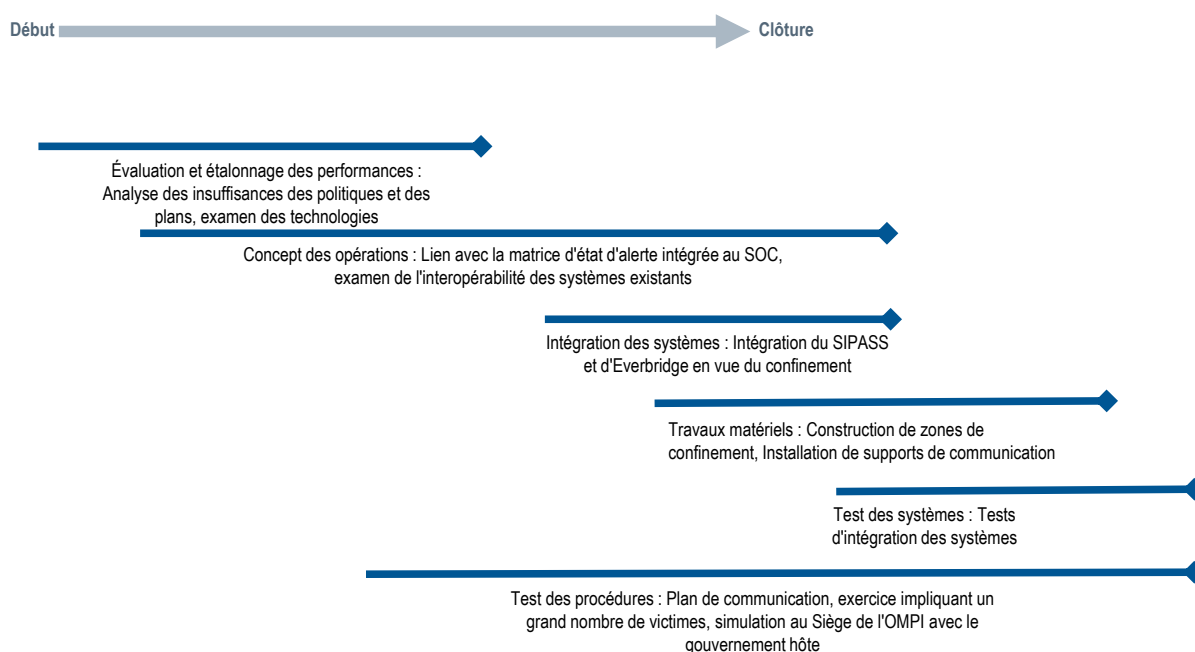 Début
Clôture
Évaluation et étalonnage des performances :
Analyse des insuffisances des politiques et des
plans, examen des technologies
Concept des opérations : Lien avec la matrice d'état d'alerte intégrée au SOC,
examen de l'interopérabilité des systèmes existants
Intégration des systèmes : Intégration du SIPASS
et d'Everbridge en vue du confinement
Travaux matériels : Construction de zones de
confinement, Installation de supports de communication
Test des systèmes : Tests
d'intégration des systèmes
Test des procédures : Plan de communication, exercice impliquant un
grand nombre de victimes, simulation au Siège de l'OMPI avec le
gouvernement hôte